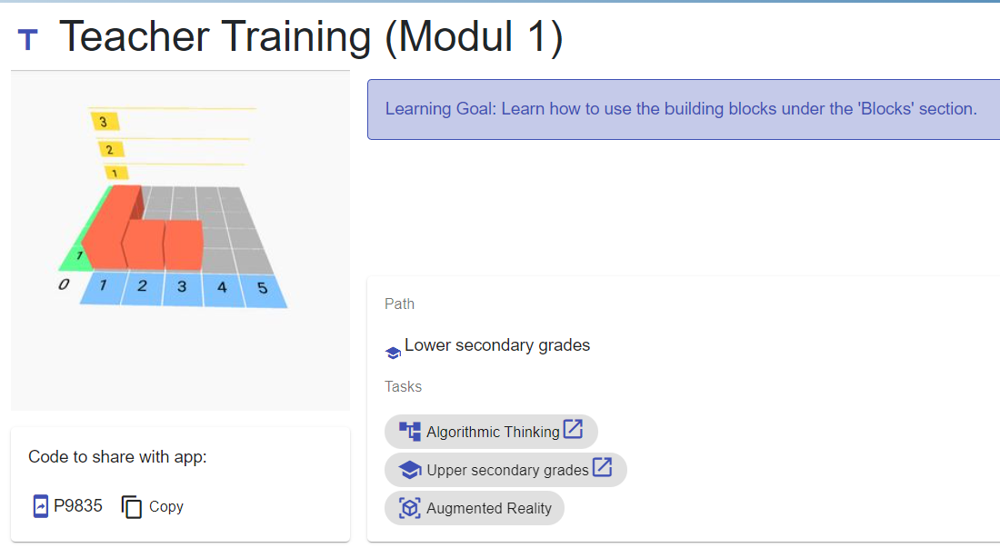 T Teacher Training (Modul 1)
3
2
1
1
0 1 2 3 4 5
Learning Goal: Learn how to use the building blocks under the 'Blocks' section.
Code to share with app:
P9835 Copy
Path
Lower secondary grades
Tasks
Algorithmic Thinking
Upper secondary grades
Augmented Reality